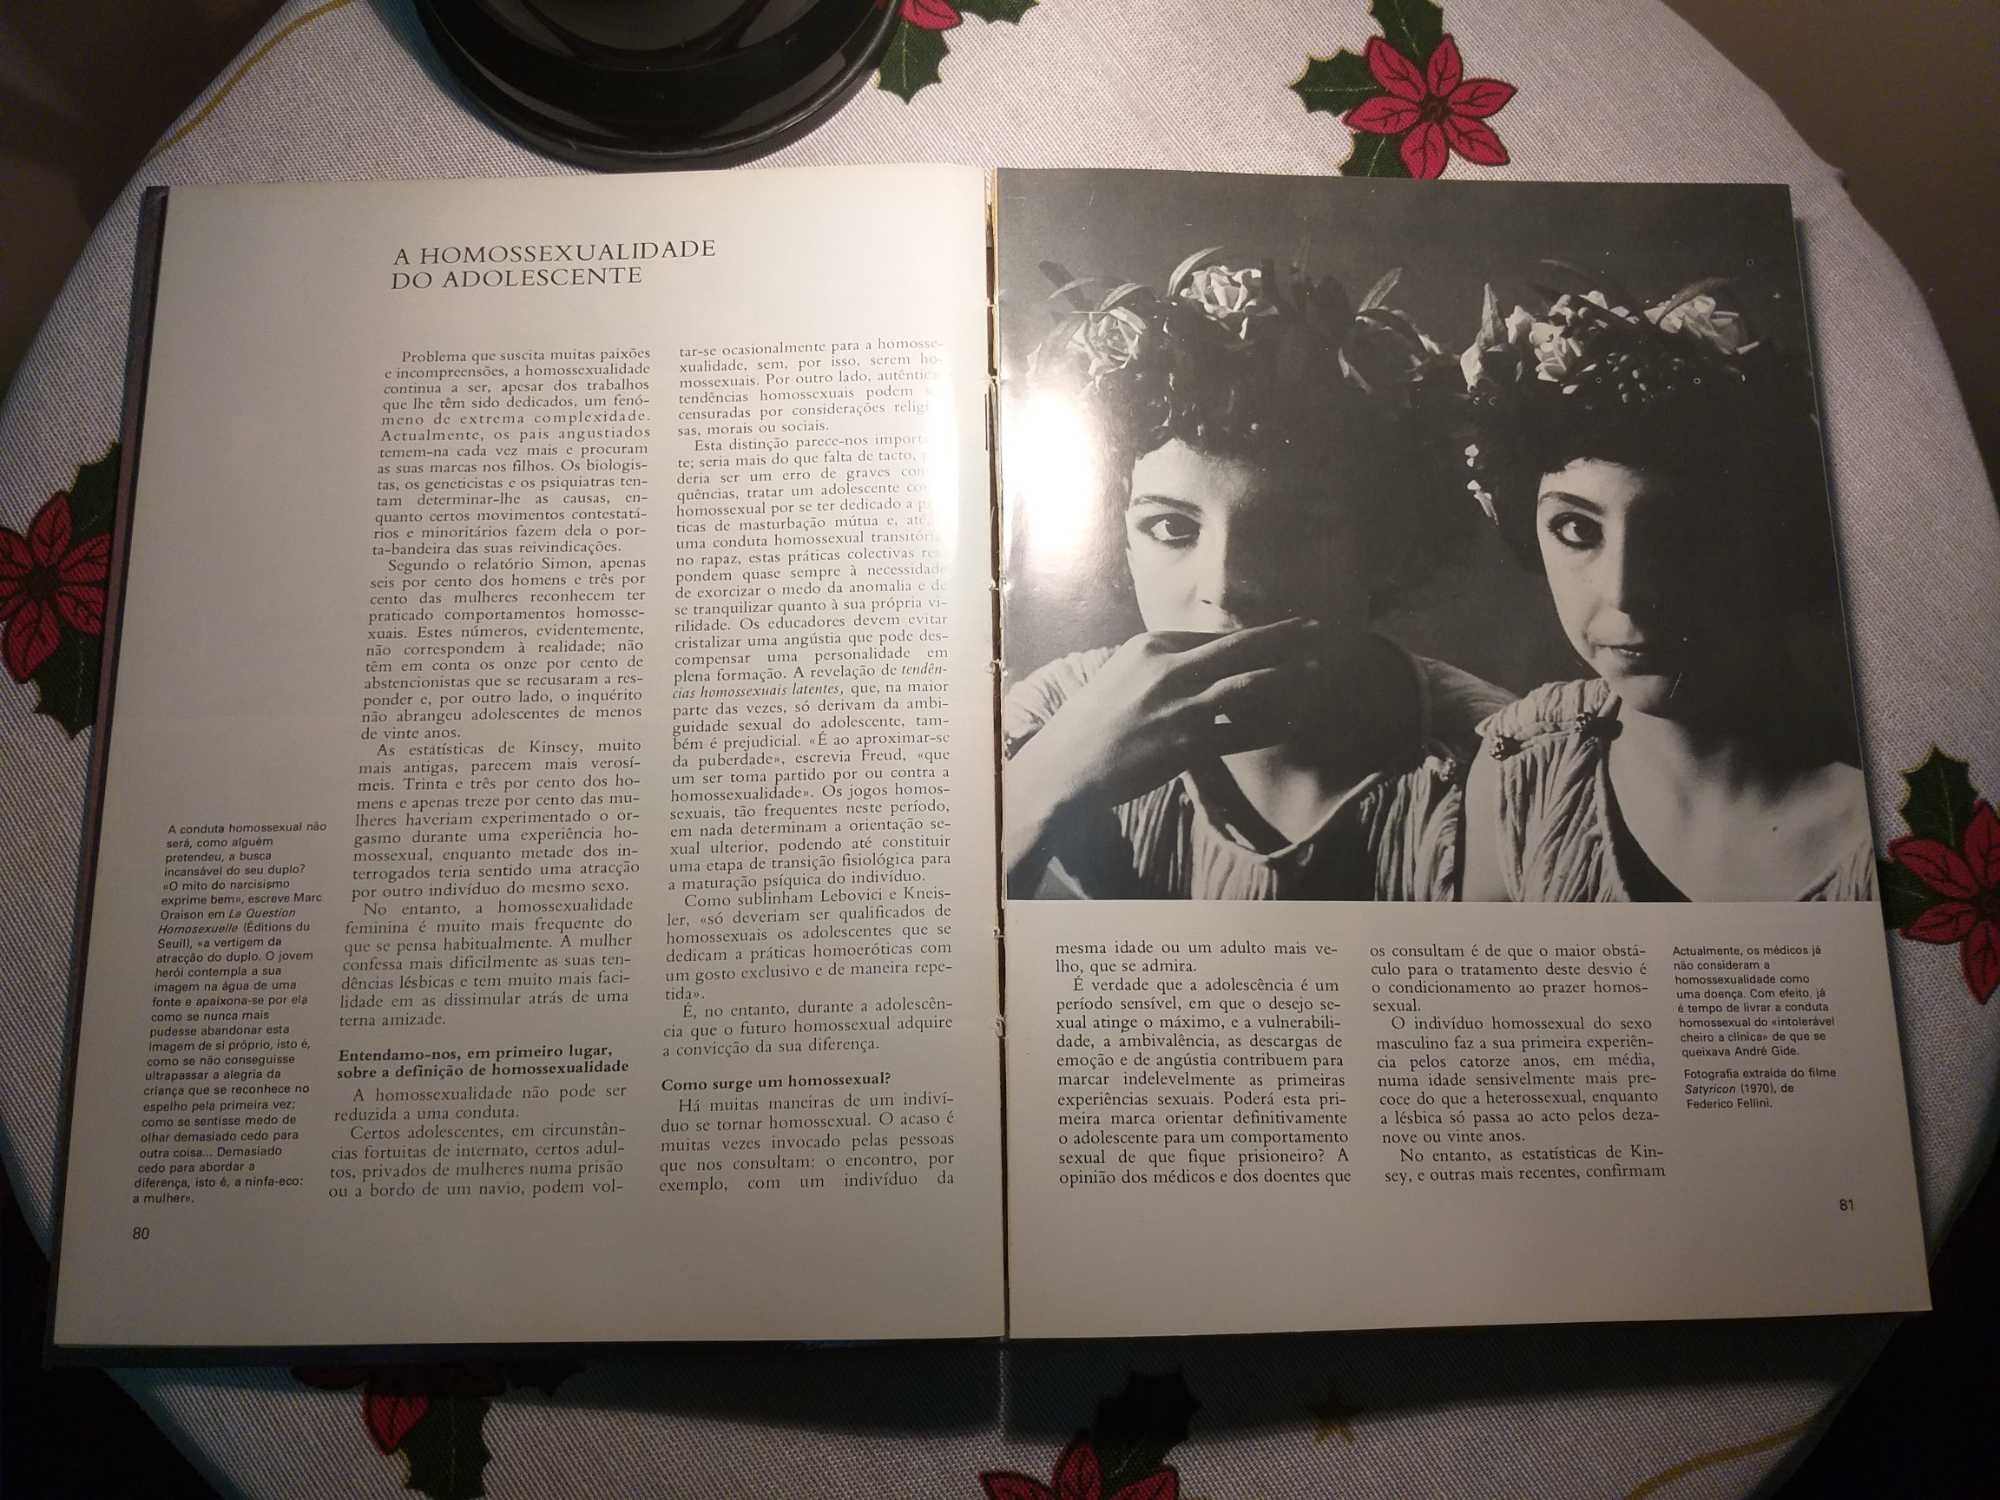 A HOMOSSEXUALIDADE
DO ADOLESCENTE
Problema que suscita muitas paixões
e incompreensões, a homossexualidade
continua a ser, apesar dos trabalhos
que lhe têm sido dedicados, um fenó-
meno de extrema complexidade.
Actualmente, os pais angustiados
temem-na cada vez mais e procuram
as suas marcas nos filhos. Os biologis-
tas, os geneticistas e os psiquiatras ten-
tam determinar-lhe as causas, en-
quanto certos movimentos contestatá-
rios e minoritários fazem dela o por-
ta-bandeira das suas reivindicações.
Segundo o relatório Simon, apenas
seis por cento dos homens e três por
cento das mulheres reconhecem ter
praticado comportamentos homosse-
xuais. Estes números, evidentemente,
não correspondem à realidade; não
têm em conta os onze por cento de
abstencionistas que se recusaram a res-
ponder e, por outro lado, o inquérito
não abrangeu adolescentes de menos
de vinte anos.
As estatísticas de Kinsey, muito
mais antigas, parecem mais verosí-
meis. Trinta e três por cento dos ho-
mens e apenas treze por cento das mu-
lheres haveriam experimentado o or-
gasmo durante uma experiência ho-
mossexual, enquanto metade dos in-
terrogados teria sentido uma atracção
por outro indivíduo do mesmo sexo.
No entanto, a homossexualidade
feminina é muito mais frequente do
que se pensa habitualmente. A mulher
confessa mais dificilmente as suas ten-
dências lésbicas e tem muito mais faci-
lidade em as dissimular atrás de uma
terna amizade.
Entendamo-nos, em primeiro lugar,
sobre a definição de homossexualidade
A homossexualidade não pode ser
reduzida a uma conduta.
Certos adolescentes, em circunstân-
cias fortuitas de internato, certos adul-
tos, privados de mulheres numa prisão
ou a bordo de um navio, podem vol-
tar-se ocasionalmente para a homosse-
xualidade, sem, por isso, serem ho-
mossexuais. Por outro lado, autêntic
tendências homossexuais podem
censuradas por considerações religi
sas, morais ou sociais.
Esta distinção parece-nos import
te; seria mais do que falta de tacto,
deria ser um erro de graves con
quências, tratar um adolescente co
homossexual por se ter dedicado a p
ticas de masturbação mútua e, até,
uma conduta homossexual transitória
no rapaz, estas práticas colectivas res
pondem quase sempre à necessidade
de exorcizar o medo da anomalia e de
se tranquilizar quanto à sua própria vi-
rilidade. Os educadores devem evitar
cristalizar uma angústia que pode des-
compensar uma personalidade em
plena formação. A revelação de tendên-
cias homossexuais latentes, que, na maior
parte das vezes, só derivam da ambi-
guidade sexual do adolescente, tam-
bém é prejudicial. «É ao aproximar-se
da puberdade», escrevia Freud, «que
um ser toma partido por ou contra a
homossexualidade». Os jogos homos-
sexuais, tão frequentes neste período,
em nada determinam a orientação se-
xual ulterior, podendo até constituir
uma etapa de transição fisiológica para
a maturação psíquica do indivíduo.
Como sublinham Lebovici e Kneis-
ler, «só deveriam ser qualificados de
homossexuais os adolescentes que se
dedicam a práticas homoeróticas com
um gosto exclusivo e de maneira repe-
tida».
É, no entanto, durante a adolescên-
cia que o futuro homossexual adquire
a convicção da sua diferença.
Como surge um homossexual?
Há muitas maneiras de um indiví-
duo se tornar homossexual. O acaso é
muitas vezes invocado pelas pessoas
que nos consultam: o encontro, por
exemplo, com um indivíduo da
A conduta homossexual não
será, como alguém
pretendeu, a busca
incansável do seu duplo?
«O mito do narcisismo
exprime bem», escreve Marc
Oraison em La Question
Homosexuelle (Éditions du
Seuil), «a vertigem da
atracção do duplo. O jovem
herói contempla a sua
imagem na água de uma
fonte e apaixona-se por ela
como se nunca mais
pudesse abandonar esta
imagem de si próprio, isto é,
como se não conseguisse
ultrapassar a alegria da
criança que se reconhece no
espelho pela primeira vez;
como se sentisse medo de
olhar demasiado cedo para
outra coisa... Demasiado
cedo para abordar a
diferença, isto é, a ninfa-eco:
a mulher».
80
mesma idade ou um adulto mais ve-
lho, que se admira.
É verdade que a adolescência é um
período sensível, em que o desejo se-
xual atinge o máximo, e a vulnerabili-
dade, a ambivalência, as descargas de
emoção e de angústia contribuem para
marcar indelevelmente as primeiras
experiências sexuais. Poderá esta pri-
meira marca orientar definitivamente
o adolescente para um comportamento
sexual de que fique prisioneiro? A
opinião dos médicos e dos doentes que
os consultam é de que o maior obstá-
culo para o tratamento deste desvio é
o condicionamento ao prazer homos-
sexual.
O indivíduo homossexual do sexo
masculino faz a sua primeira experiên-
cia pelos catorze anos, em média,
numa idade sensivelmente mais pre-
coce do que a heterossexual, enquanto
a lésbica só passa ao acto pelos deza-
nove ou vinte anos.
No entanto, as estatísticas de Kin-
sey, e outras mais recentes, confirmam
Actualmente, os médicos já
não consideram a
homossexualidade como
uma doença. Com efeito, já
é tempo de livrar a conduta
homossexual do «intolerável
cheiro a clínica» de que se
queixava André Gide.
Fotografia extraída do filme
Satyricon (1970), de
Federico Fellini.
81